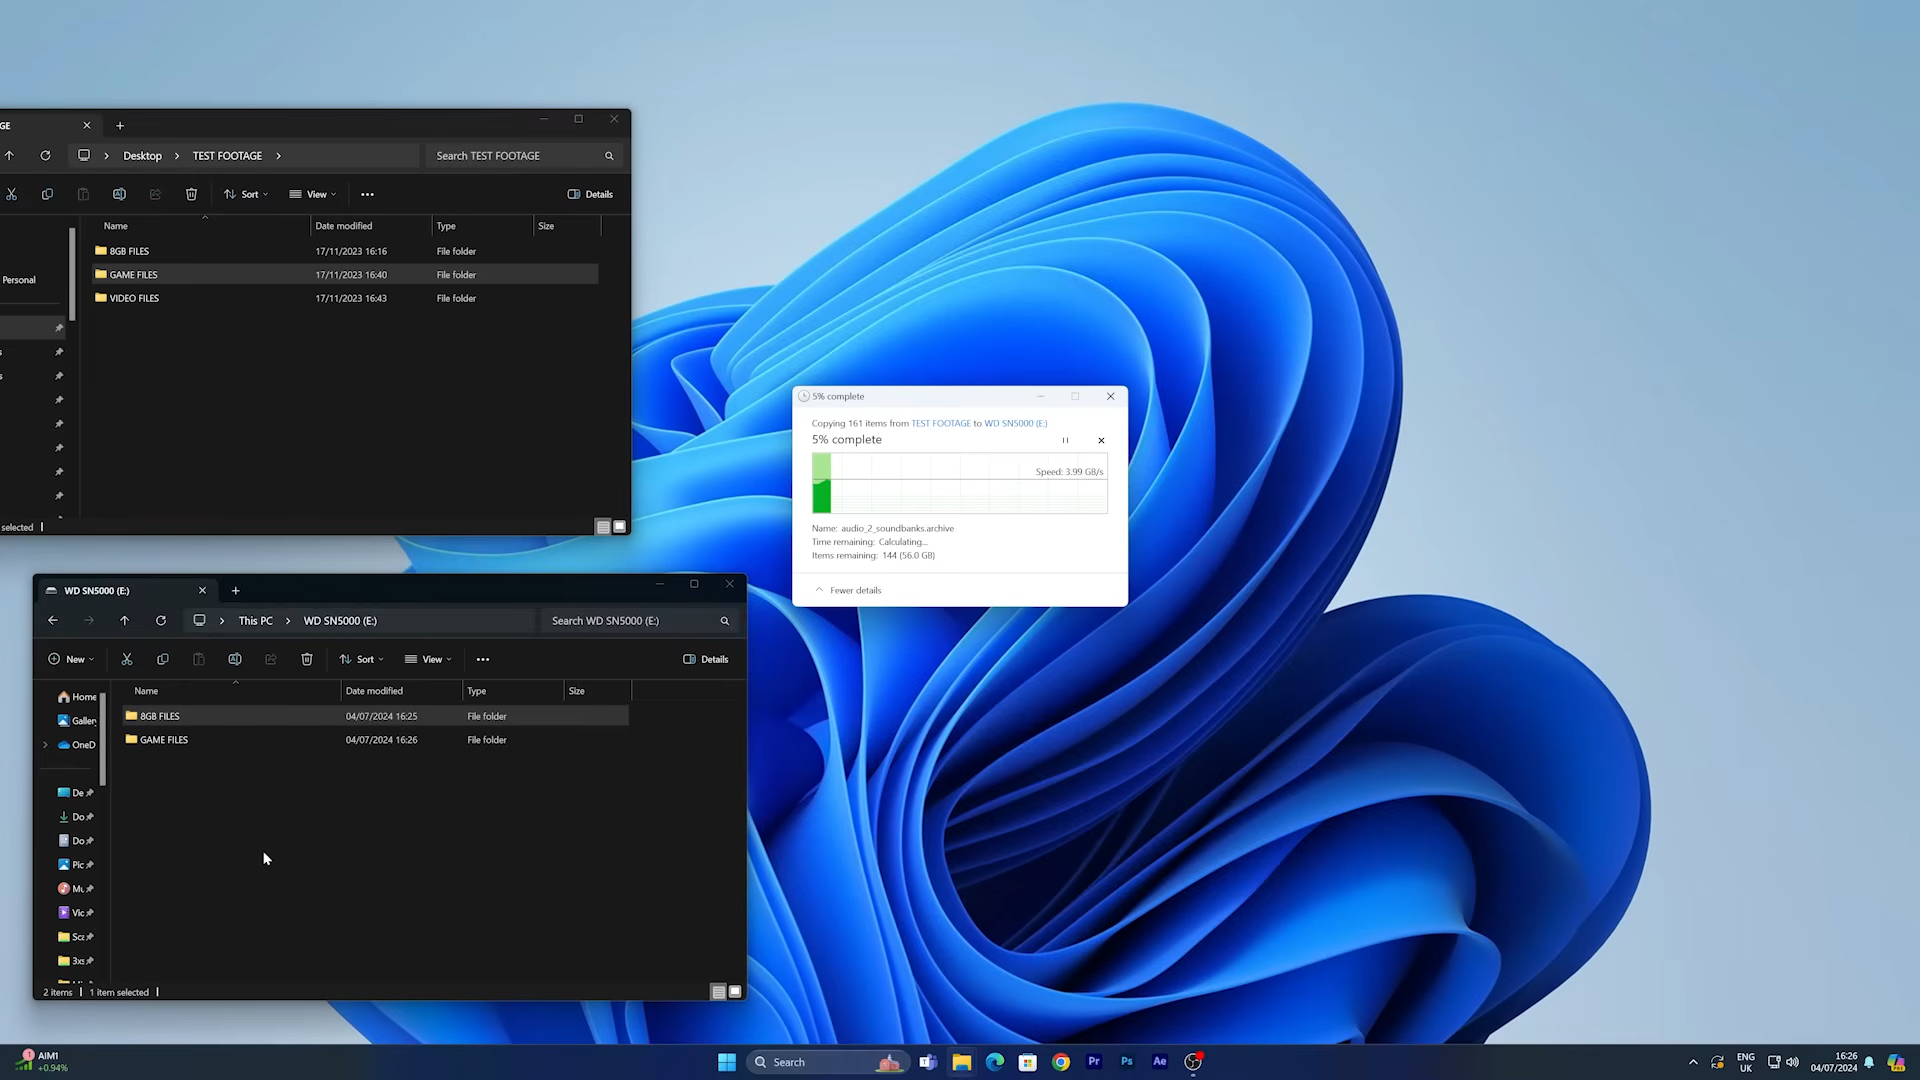 GE
Desktop > TEST FOOTAGE >
Search TEST FOOTAGE
Sort
View
Details
Name
Date modified
Type
Size
8GB FILES 17/11/2023 16:16 File folder
GAME FILES 17/11/2023 16:40 File folder
VIDEO FILES 17/11/2023 16:43 File folder
Personal
s
s
selected
5% complete
Copying 161 items from TEST FOOTAGE to WD SN5000 (E:)
5% complete
Speed: 3.99 GB/s
Name: audio_2_soundbanks.archive
Time remaining: Calculating...
Items remaining: 144 (56.0 GB)
Fewer details
WD SN5000 (E:)
This PC > WD SN5000 (E:)
Search WD SN5000 (E:)
New
Sort
View
Details
Name
Date modified
Type
Size
8GB FILES 04/07/2024 16:25 File folder
GAME FILES 04/07/2024 16:26 File folder
Home
Gallery
OneD
De
Do
Do
Pic
Mu
Vic
Sca
3xs
2 items
1 item selected
1
AIM1
+0.94%
Search
Pr
Ps
Ae
ENG
UK
16:26
04/07/2024
PRE